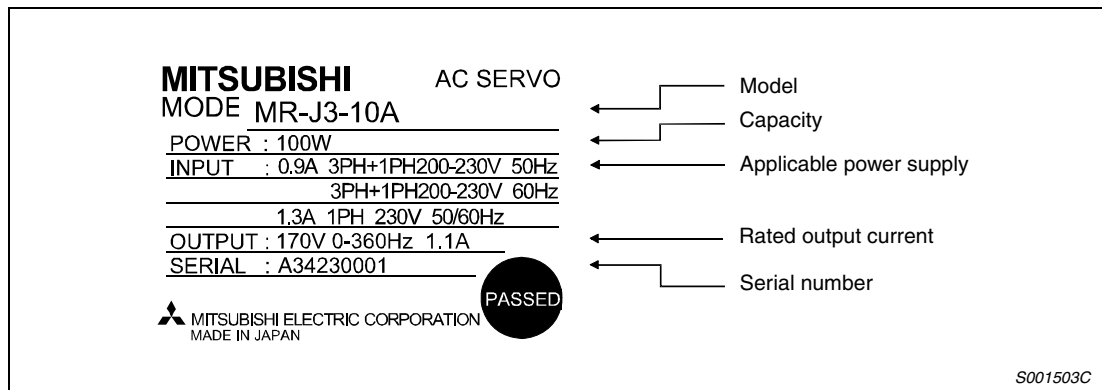 MITSUBISHI AC SERVO
MODE MR-J3-10A
POWER : 100W
INPUT : 0.9A 3PH+1PH200-230V 50Hz
3PH+1PH200-230V 60Hz
1.3A 1PH 230V 50/60Hz
OUTPUT : 170V 0-360Hz 1.1A
SERIAL : A34230001
PASSED
MITSUBISHI ELECTRIC CORPORATION
MADE IN JAPAN
Model
Capacity
Applicable power supply
Rated output current
Serial number
S001503C